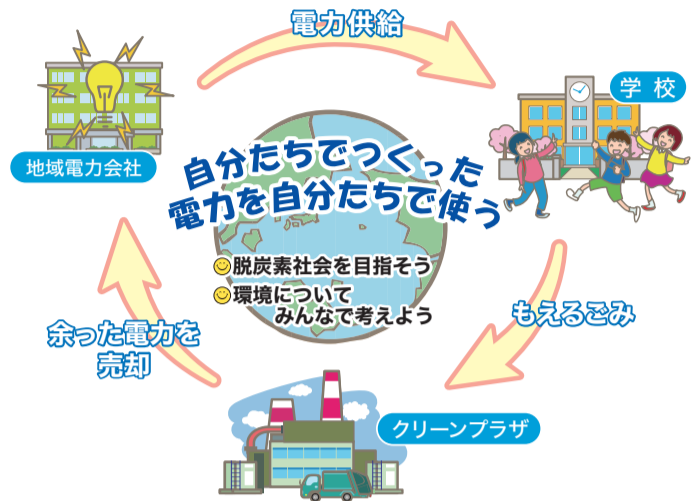 電力供給
学校
地域電力会社
自分たちでつくった
電力を自分たちで使う
脱炭素社会を目指そう
環境について
みんなで考えよう
もえるごみ
余った電力を
売却
クリーンプラザ